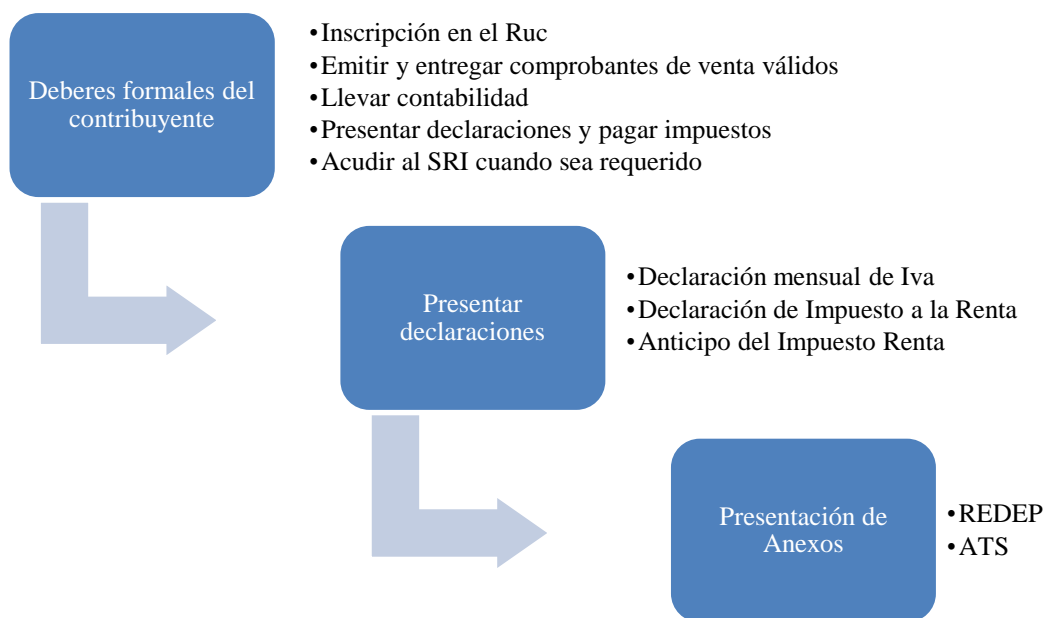 Deberes formales del
contribuyente
•Inscripción en el Ruc
•Emitir y entregar comprobantes de venta válidos
•Llevar contabilidad
•Presentar declaraciones y pagar impuestos
•Acudir al SRI cuando sea requerido
Presentar
declaraciones
•Declaración mensual de Iva
•Declaración de Impuesto a la Renta
•Anticipo del Impuesto Renta
Presentación de
Anexos
•REDEP
•ATS